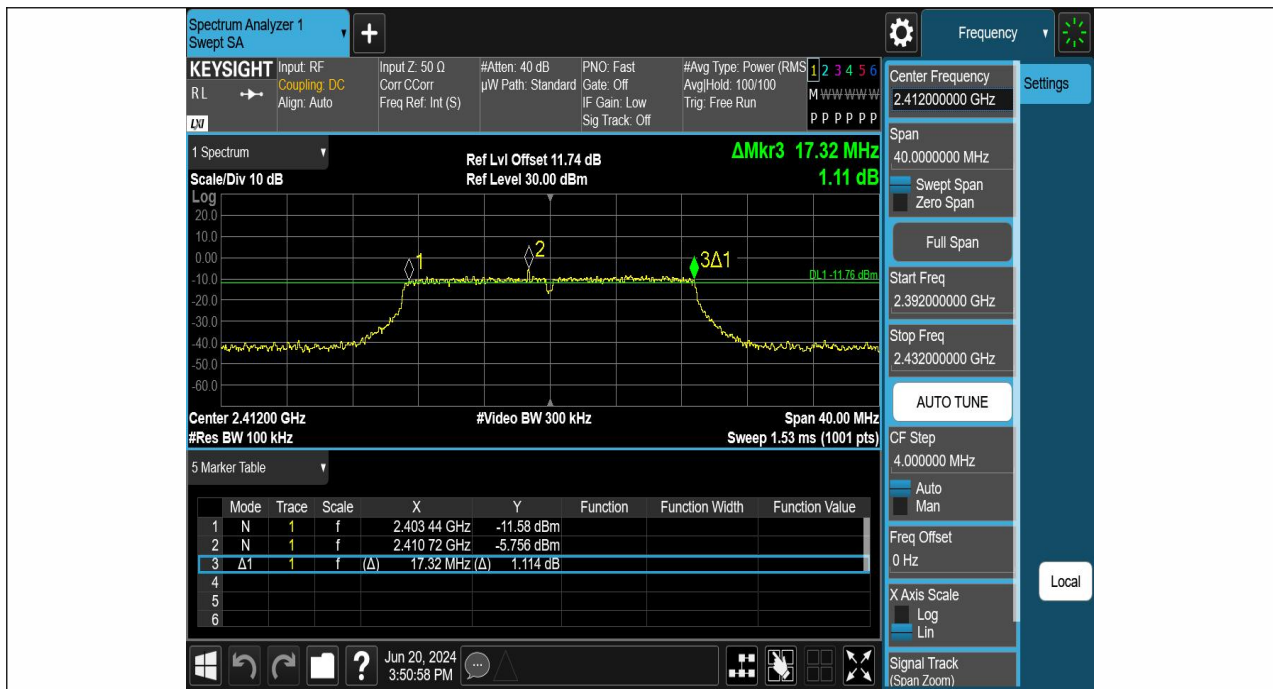 Spectrum Analyzer 1
Swept SA
Frequency
KEYSIGHT
RL
LXI
Input: RF
Coupling: DC
Align: Auto
Input Z: 50 Ω
Corr CCorr
Freq Ref: Int (S)
#Atten: 40 dB
µW Path: Standard
PNO: Fast
Gate: Off
IF Gain: Low
Sig Track: Off
#Avg Type: Power (RMS
Avg|Hold: 100/100
Trig: Free Run
1 2 3 4 5 6
M W W W W W
P P P P P P
1 Spectrum
Scale/Div 10 dB
Ref Lvl Offset 11.74 dB
Ref Level 30.00 dBm
ΔMkr3 17.32 MHz
1.11 dB
Log
20.0
10.0
0.00
-10.0
-20.0
-30.0
-40.0
-50.0
-60.0
1
2
3Δ1
DL1 -11.76 dBm
Center 2.41200 GHz
#Video BW 300 kHz
Span 40.00 MHz
#Res BW 100 kHz
Sweep 1.53 ms (1001 pts)
5 Marker Table
Mode Trace Scale X Y Function Function Width Function Value
1 N 1 f 2.403 44 GHz -11.58 dBm
2 N 1 f 2.410 72 GHz -5.756 dBm
3 Δ1 1 f (Δ) 17.32 MHz (Δ) 1.114 dB
4
5
6
Jun 20, 2024
3:50:58 PM
Center Frequency
2.412000000 GHz
Settings
Span
40.0000000 MHz
Swept Span
Zero Span
Full Span
Start Freq
2.392000000 GHz
Stop Freq
2.432000000 GHz
AUTO TUNE
CF Step
4.000000 MHz
Auto
Man
Freq Offset
0 Hz
X Axis Scale
Log
Lin
Local
Signal Track
(Span Zoom)